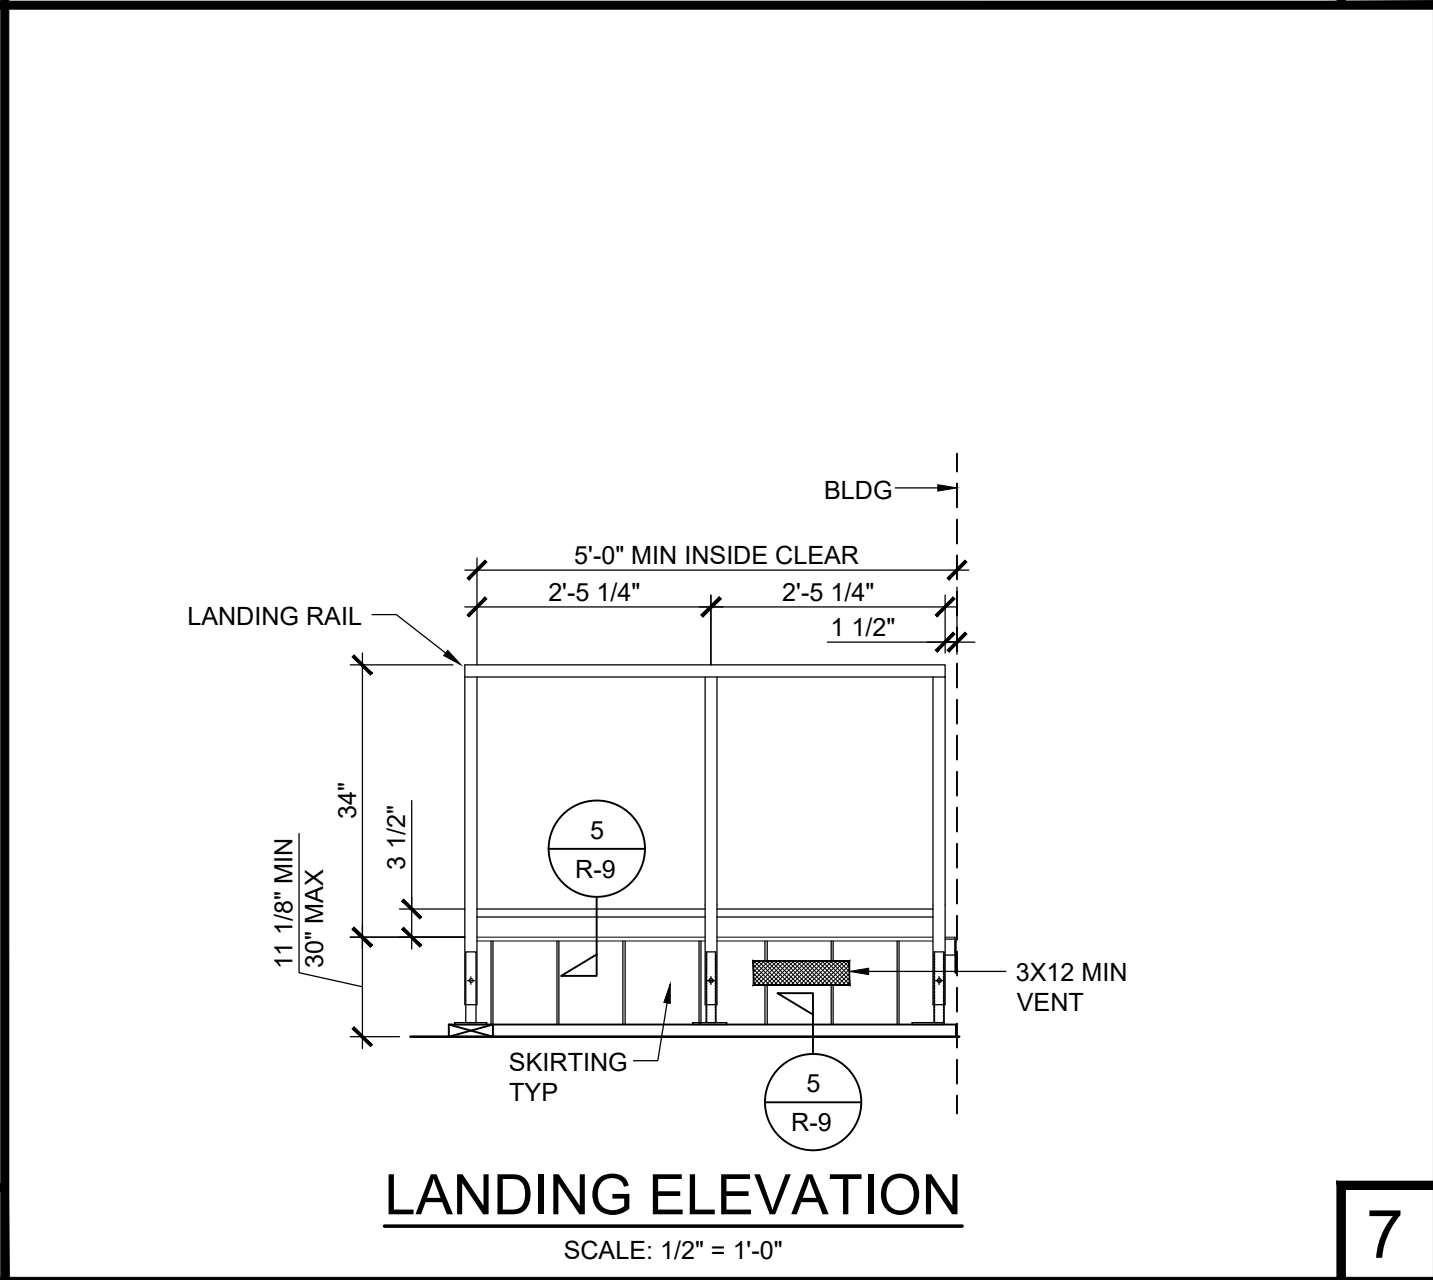 BLDG
5'-0" MIN INSIDE CLEAR
2'-5 1/4"
2'-5 1/4"
LANDING RAIL
1 1/2"
34"
3 1/2"
11 1/8" MIN
30" MAX
5
R-9
3X12 MIN
VENT
SKIRTING
TYP
5
R-9
LANDING ELEVATION
SCALE: 1/2" = 1'-0"
7